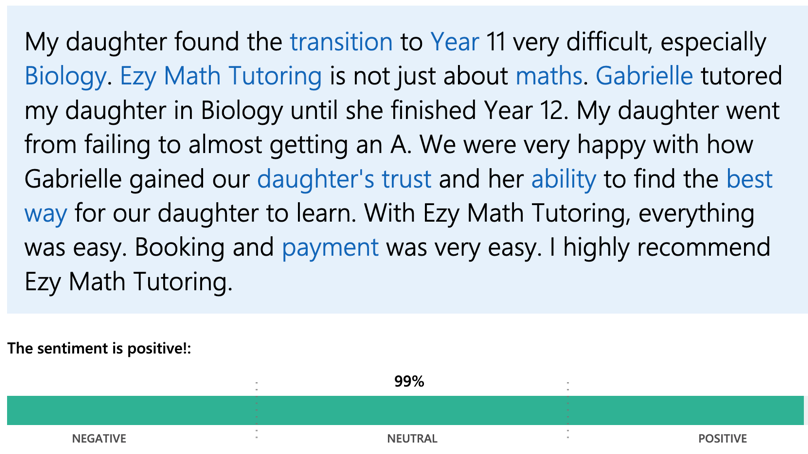 My daughter found the transition to Year 11 very difficult, especially
Biology. Ezy Math Tutoring is not just about maths. Gabrielle tutored
my daughter in Biology until she finished Year 12. My daughter went
from failing to almost getting an A. We were very happy with how
Gabrielle gained our daughter's trust and her ability to find the best
way for our daughter to learn. With Ezy Math Tutoring, everything
was easy. Booking and payment was very easy. I highly recommend
Ezy Math Tutoring.
The sentiment is positive!:
99%
NEGATIVE NEUTRAL POSITIVE